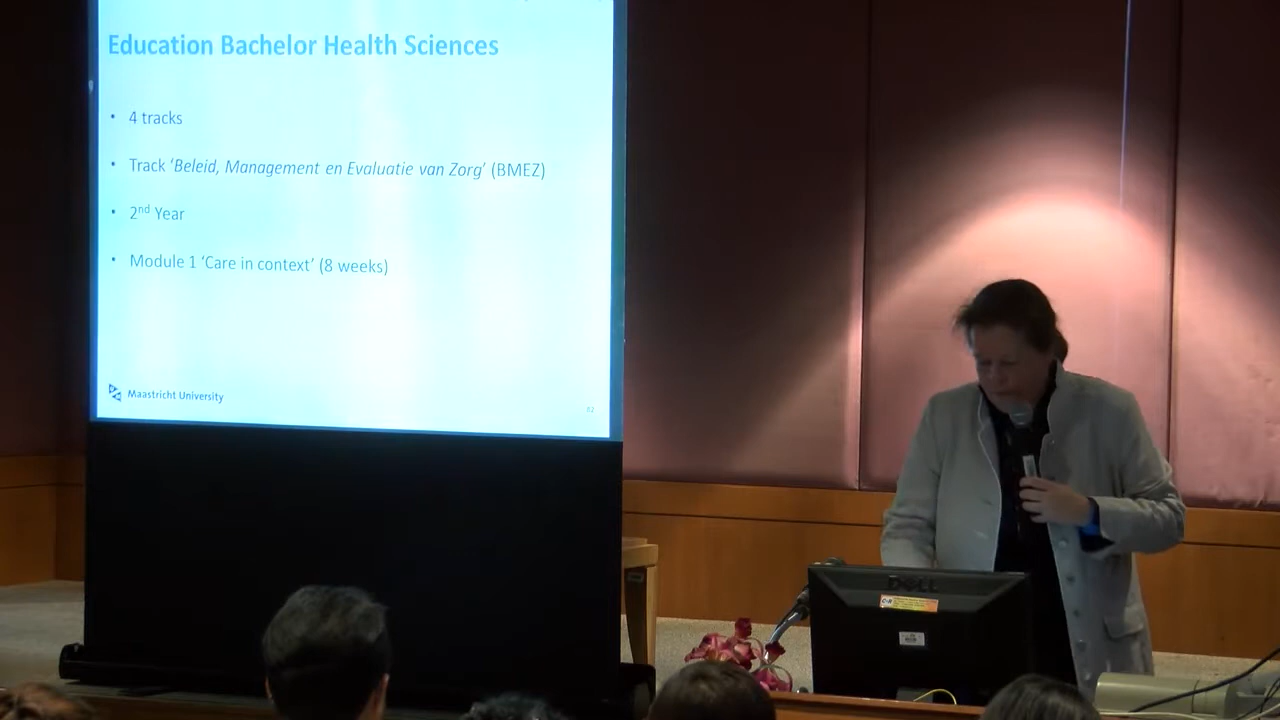 Education Bachelor Health Sciences
• 4 tracks
• Track ‘Beleid, Management en Evaluatie van Zorg’ (BMEZ)
• 2nd Year
• Module 1 ‘Care in context’ (8 weeks)
Maastricht University
DELL